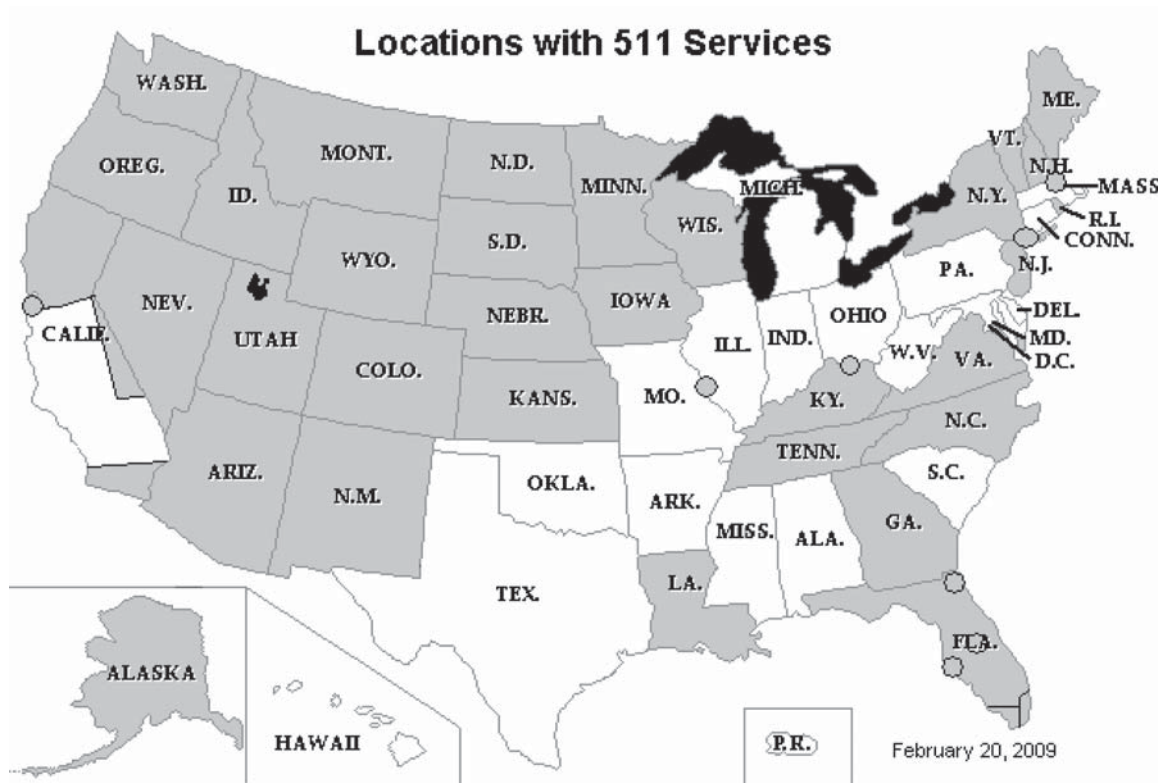 Locations with 511 Services
WASH.
OREG.
ID.
MONT.
N.D.
MINN.
MICH.
WIS.
S.D.
WYO.
NEV.
UTAH
CALIF.
COLO.
NEBR.
IOWA
KANS.
ILL.
IND.
OHIO
MO.
KY.
TENN.
W.V.
VA.
N.C.
S.C.
PA.
N.Y.
VT.
ME.
N.H.
MASS
R.I.
CONN.
N.J.
DEL.
MD.
D.C.
ARIZ.
N.M.
OKLA.
ARK.
TEX.
LA.
MISS.
ALA.
GA.
FLA.
ALASKA
HAWAII
P.R.
February 20, 2009